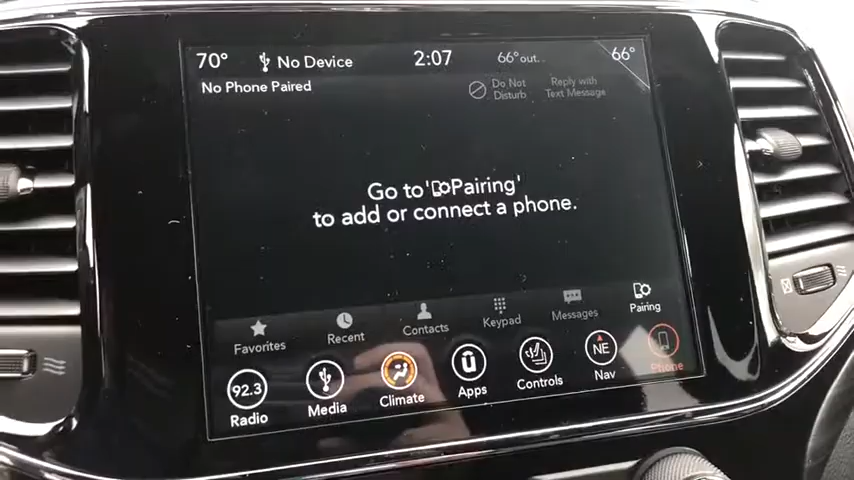 70° No Device 2:07 66°out.. 66°
No Phone Paired
Do Not
Disturb
Reply with
Text Message
Go to 'Pairing'
to add or connect a phone.
Favorites Recent Contacts Keypad Messages Pairing
92.3 NE
Radio Media Climate Apps Controls Nav Phone